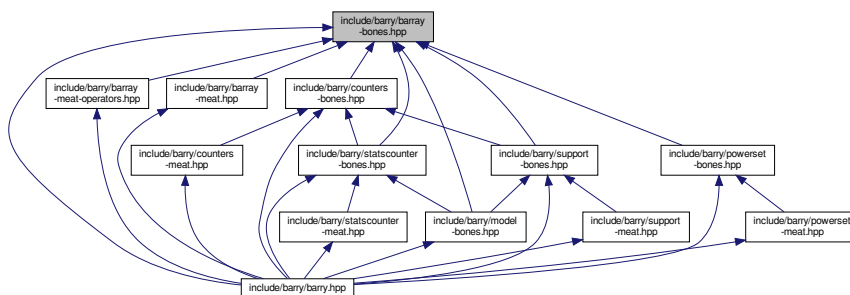 include/barry/barray
-bones.hpp
include/barry/barray
-meat-operators.hpp
include/barry/barray
-meat.hpp
include/barry/counters
-bones.hpp
include/barry/counters
-meat.hpp
include/barry/statscounter
-bones.hpp
include/barry/support
-bones.hpp
include/barry/powerset
-bones.hpp
include/barry/statscounter
-meat.hpp
include/barry/model
-bones.hpp
include/barry/support
-meat.hpp
include/barry/powerset
-meat.hpp
include/barry/barry.hpp